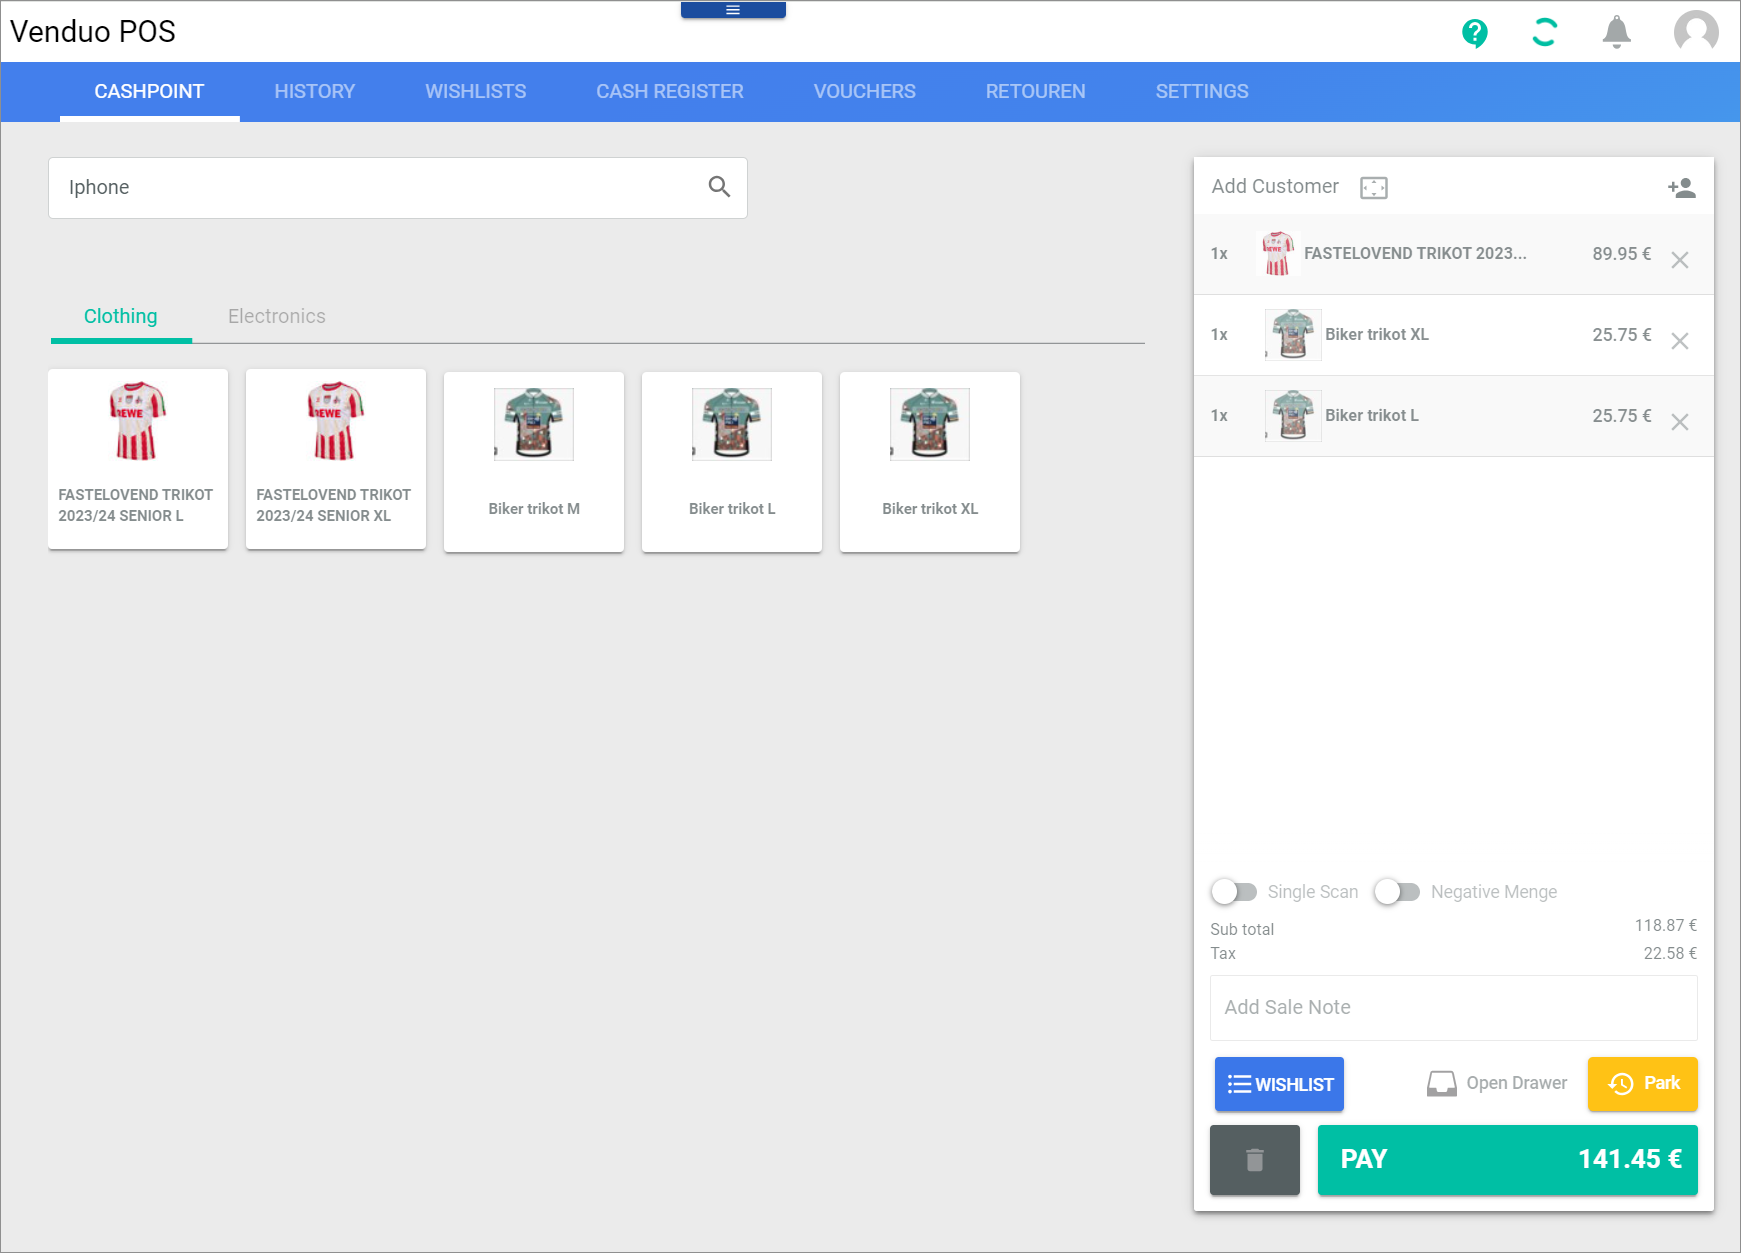 Venduo POS
CASHPOINT HISTORY WISHLISTS CASH REGISTER VOUCHERS RETOUREN SETTINGS
Iphone
Clothing Electronics
REWE
FASTELOVEND TRIKOT
2023/24 SENIOR L
REWE
FASTELOVEND TRIKOT
2023/24 SENIOR XL
Biker trikot M
Biker trikot L
Biker trikot XL
Add Customer
1x FASTELOVEND TRIKOT 2023... 89.95 €
1x Biker trikot XL 25.75 €
1x Biker trikot L 25.75 €
Single Scan Negative Menge
Sub total 118.87 €
Tax 22.58 €
Add Sale Note
WISHLIST Open Drawer Park
PAY 141.45 €